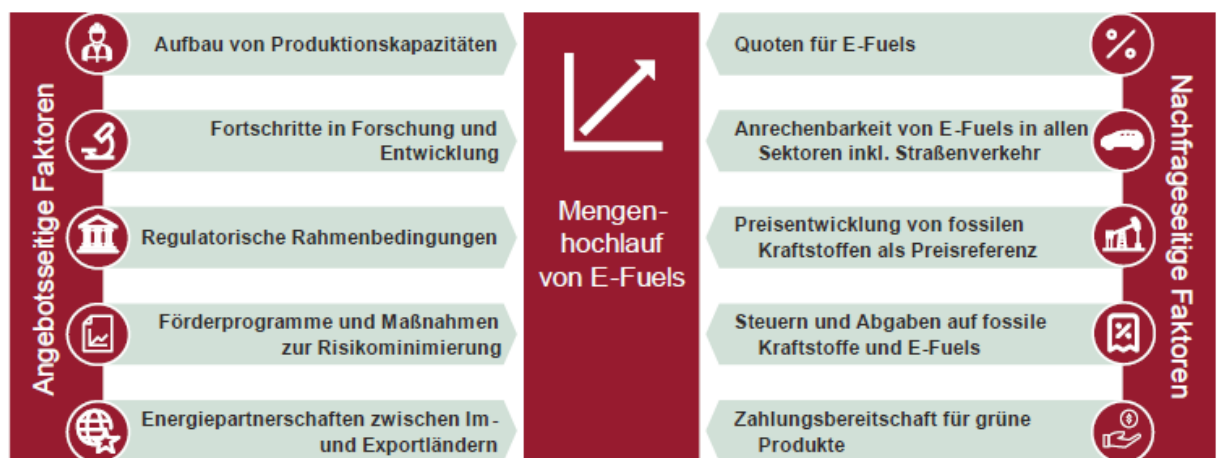 Angebotsseitige Faktoren
Aufbau von Produktionskapazitäten
Fortschritte in Forschung und
Entwicklung
Regulatorische Rahmenbedingungen
Förderprogramme und Maßnahmen
zur Risikominimierung
Energiepartnerschaften zwischen Im-
und Exportländern
Mengen-
hochlauf
von E-Fuels
Quoten für E-Fuels
Anrechenbarkeit von E-Fuels in allen
Sektoren inkl. Straßenverkehr
Preisentwicklung von fossilen
Kraftstoffen als Preisreferenz
Steuern und Abgaben auf fossile
Kraftstoffe und E-Fuels
Zahlungsbereitschaft für grüne
Produkte
Nachfrageseitige Faktoren